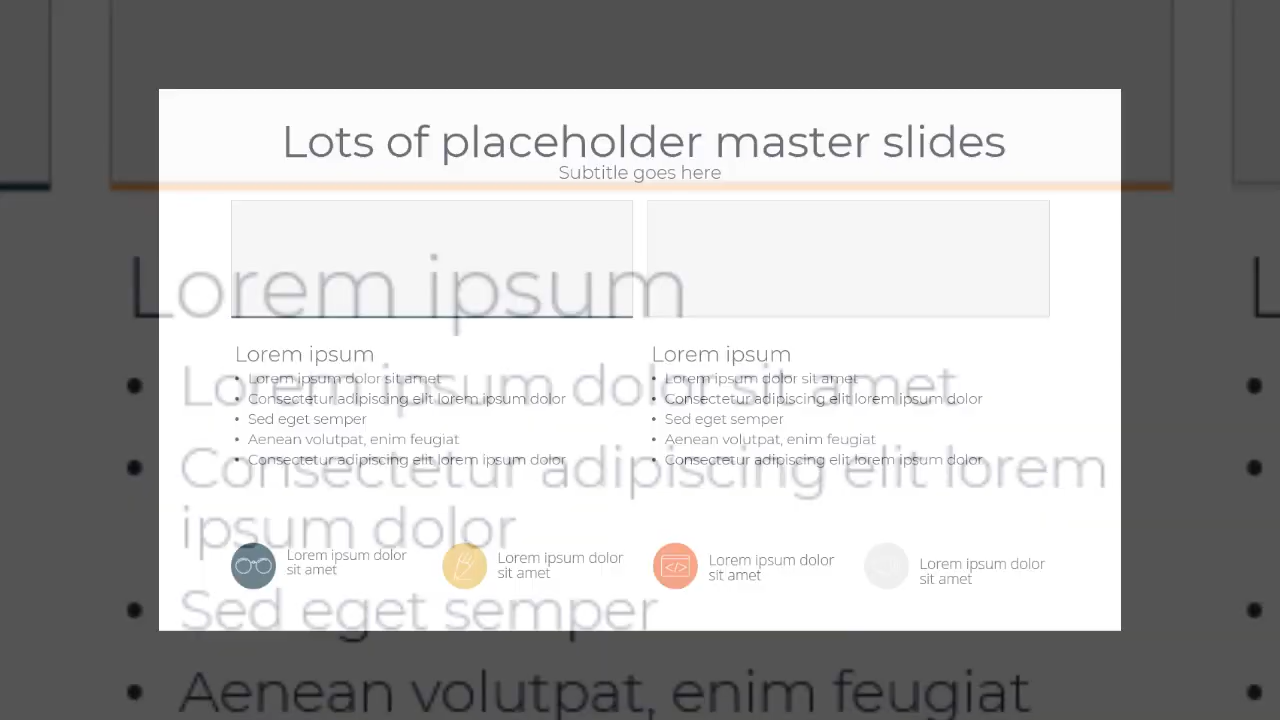 Lots of placeholder master slides
Subtitle goes here
Lorem ipsum
Lorem ipsum
• Lorem ipsum dolor sit amet
• Consectetur adipiscing elit lorem ipsum dolor
• Sed eget semper
• Aenean volutpat, enim feugiat
• Consectetur adipiscing elit lorem ipsum dolor
Lorem ipsum
• Lorem ipsum dolor sit amet
• Consectetur adipiscing elit lorem ipsum dolor
• Sed eget semper
• Aenean volutpat, enim feugiat
• Consectetur adipiscing elit lorem ipsum dolor
• Lorem ipsum dolor sit amet
• Consectetur adipiscing elit lorem
ipsum dolor
Lorem ipsum dolor
sit amet
Lorem ipsum dolor
sit amet
Lorem ipsum dolor
sit amet
Lorem ipsum dolor
sit amet
• Sed eget semper
• Aenean volutpat, enim feugiat